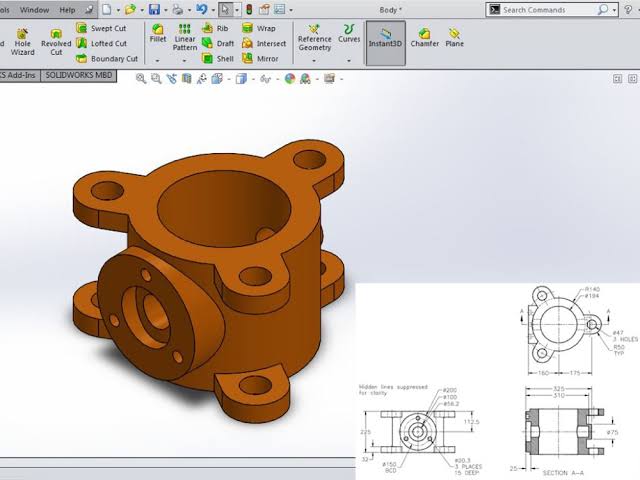 ols Window Help
Body *
Search Commands
d Hole Wizard
Revolved Cut
Swept Cut
Lofted Cut
Boundary Cut
Fillet
Linear Pattern
Rib
Draft
Shell
Wrap
Intersect
Mirror
Reference Geometry
Curves
Instant3D
Chamfer
Plane
KS Add-Ins SOLIDWORKS MBD
R140
Ø194
A
A
Ø47
3 HOLES
R50
TYP
160
175
Hidden lines suppressed
for clarity
Ø200
Ø100
Ø56.2
225
32
112.5
Ø150
BCD
Ø20.3
3 PLACES
15 DEEP
325
310
Ø75
25
SECTION A-A